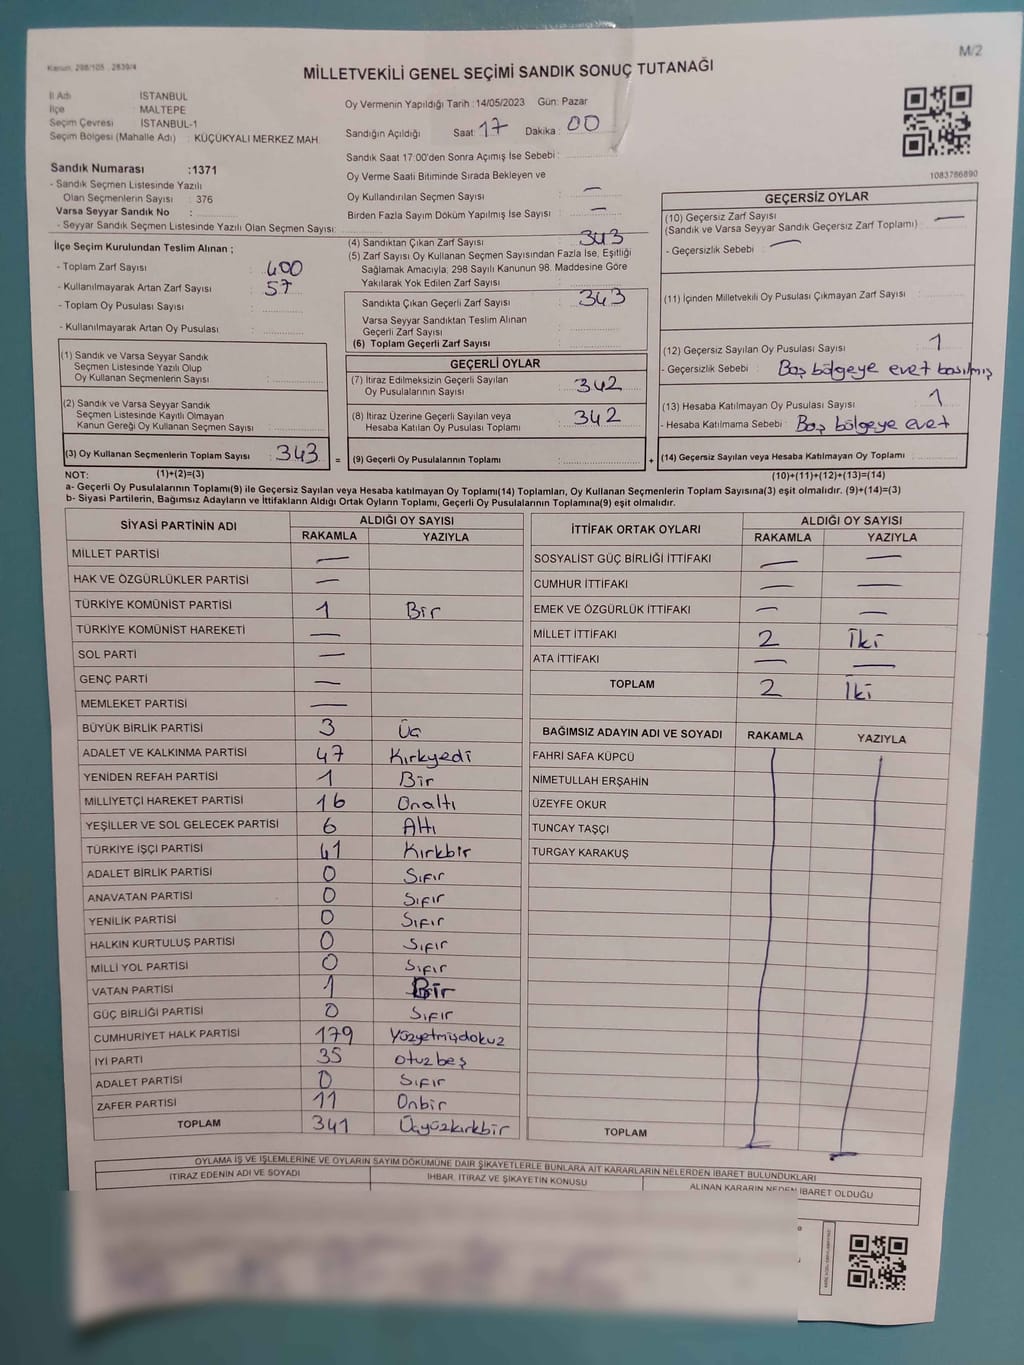 Kanun: 298/105 , 2839/4
M/2
MİLLETVEKİLİ GENEL SEÇİMİ SANDIK SONUÇ TUTANAĞI
İl Adı İSTANBUL
İlçe MALTEPE
Seçim Çevresi : İSTANBUL-1
Seçim Bölgesi (Mahalle Adı) : KÜÇÜKYALI MERKEZ MAH
Oy Vermenin Yapıldığı Tarih : 14/05/2023 Gün: Pazar
Sandığın Açıldığı Saat: 17 Dakika : 00
Sandık Saat 17:00'den Sonra Açımış İse Sebebi :
Oy Verme Saati Bitiminde Sırada Bekleyen ve
Oy Kullandırılan Seçmen Sayısı : —
Birden Fazla Sayım Döküm Yapılmış İse Sayısı : —
1083766890
Sandık Numarası :1371
- Sandık Seçmen Listesinde Yazılı
Olan Seçmenlerin Sayısı : 376
Varsa Seyyar Sandık No :
- Seyyar Sandık Seçmen Listesinde Yazılı Olan Seçmen Sayısı:
İlçe Seçim Kurulundan Teslim Alınan ;
- Toplam Zarf Sayısı : 400
- Kullanılmayarak Artan Zarf Sayısı : 57
- Toplam Oy Pusulası Sayısı :
- Kullanılmayarak Artan Oy Pusulası :
(1) Sandık ve Varsa Seyyar Sandık
Seçmen Listesinde Yazılı Olup
Oy Kullanan Seçmenlerin Sayısı :
(2) Sandık ve Varsa Seyyar Sandık
Seçmen Listesinde Kayıtlı Olmayan
Kanun Gereği Oy Kullanan Seçmen Sayısı :
(3) Oy Kullanan Seçmenlerin Toplam Sayısı : 343 =
(4) Sandıktan Çıkan Zarf Sayısı : 343
(5) Zarf Sayısı Oy Kullanan Seçmen Sayısından Fazla İse, Eşitliği
Sağlamak Amacıyla, 298 Sayılı Kanunun 98. Maddesine Göre
Yakılarak Yok Edilen Zarf Sayısı :
Sandıkta Çıkan Geçerli Zarf Sayısı : 343
Varsa Seyyar Sandıktan Teslim Alınan
Geçerli Zarf Sayısı :
(6) Toplam Geçerli Zarf Sayısı :
GEÇERLİ OYLAR
(7) İtiraz Edilmeksizin Geçerli Sayılan
Oy Pusulalarının Sayısı : 342
(8) İtiraz Üzerine Geçerli Sayılan veya
Hesaba Katılan Oy Pusulası Toplamı : 342
(9) Geçerli Oy Pusulalarının Toplamı : +
GEÇERSİZ OYLAR
(10) Geçersiz Zarf Sayısı : —
(Sandık ve Varsa Seyyar Sandık Geçersiz Zarf Toplamı)
- Geçersizlik Sebebi : —
(11) İçinden Milletvekili Oy Pusulası Çıkmayan Zarf Sayısı :
(12) Geçersiz Sayılan Oy Pusulası Sayısı : 1
- Geçersizlik Sebebi : Boş bölgeye evet basılmış
(13) Hesaba Katılmayan Oy Pusulası Sayısı : 1
- Hesaba Katılmama Sebebi : Boş bölgeye evet
(14) Geçersiz Sayılan veya Hesaba Katılmayan Oy Toplamı :
NOT: (1)+(2)=(3)
(10)+(11)+(12)+(13)=(14)
a- Geçerli Oy Pusulalarının Toplamı(9) ile Geçersiz Sayılan veya Hesaba katılmayan Oy Toplamı(14) Toplamları, Oy Kullanan Seçmenlerin Toplam Sayısına(3) eşit olmalıdır. (9)+(14)=(3)
b- Siyasi Partilerin, Bağımsız Adayların ve İttifakların Aldığı Ortak Oyların Toplamı, Geçerli Oy Pusulalarının Toplamına(9) eşit olmalıdır.
SİYASİ PARTİNİN ADI ALDIĞI OY SAYISI
RAKAMLA YAZIYLA
MİLLET PARTİSİ —
HAK VE ÖZGÜRLÜKLER PARTİSİ —
TÜRKİYE KOMÜNİST PARTİSİ 1 Bir
TÜRKİYE KOMÜNİST HAREKETİ —
SOL PARTİ —
GENÇ PARTİ —
MEMLEKET PARTİSİ —
BÜYÜK BİRLİK PARTİSİ 3 Üç
ADALET VE KALKINMA PARTİSİ 47 Kırkyedi
YENİDEN REFAH PARTİSİ 1 Bir
MİLLİYETÇİ HAREKET PARTİSİ 16 Onaltı
YEŞİLLER VE SOL GELECEK PARTİSİ 6 Altı
TÜRKİYE İŞÇİ PARTİSİ 41 Kırkbir
ADALET BİRLİK PARTİSİ 0 Sıfır
ANAVATAN PARTİSİ 0 Sıfır
YENİLİK PARTİSİ 0 Sıfır
HALKIN KURTULUŞ PARTİSİ 0 Sıfır
MİLLİ YOL PARTİSİ 0 Sıfır
VATAN PARTİSİ 1 Bir
GÜÇ BİRLİĞİ PARTİSİ 0 Sıfır
CUMHURİYET HALK PARTİSİ 179 Yüzyetmişdokuz
İYİ PARTİ 35 otuzbeş
ADALET PARTİSİ 0 Sıfır
ZAFER PARTİSİ 11 Onbir
TOPLAM 341 Üçyüzkırkbir
İTTİFAK ORTAK OYLARI ALDIĞI OY SAYISI
RAKAMLA YAZIYLA
SOSYALİST GÜÇ BİRLİĞİ İTTİFAKI — —
CUMHUR İTTİFAKI — —
EMEK VE ÖZGÜRLÜK İTTİFAKI — —
MİLLET İTTİFAKI 2 İki
ATA İTTİFAKI — —
TOPLAM 2 İki
BAĞIMSIZ ADAYIN ADI VE SOYADI RAKAMLA YAZIYLA
FAHRİ SAFA KÜPCÜ
NİMETULLAH ERŞAHİN
ÜZEYFE OKUR
TUNCAY TAŞÇI
TURGAY KARAKUŞ
TOPLAM
OYLAMA İŞ VE İŞLEMLERİNE VE OYLARIN SAYIM DÖKÜMÜNE DAİR ŞİKAYETLERLE BUNLARA AİT KARARLARIN NELERDEN İBARET BULUNDUKLARI
İTİRAZ EDENİN ADI VE SOYADI İHBAR, İTİRAZ VE ŞİKAYETİN KONUSU ALINAN KARARIN NEDEN İBARET OLDUĞU